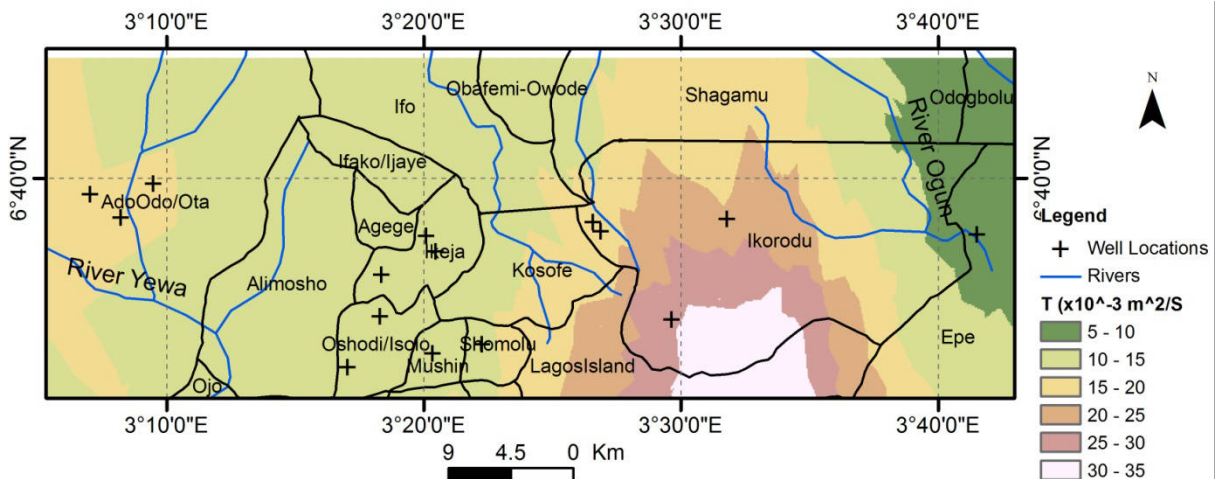 3°10'0"E
3°20'0"E
3°30'0"E
3°40'0"E
N
Obafemi-Owode
Shagamu
Odogbolu
Ifo
6°40'0"N
Ifako/Ijaye
River Ogun
6°40'0"N
AdoOdo/Ota
Legend
Agege
Ikeja
Ikorodu
Well Locations
River Yewa
Alimosho
Kosofe
Rivers
T (x10^-3 m^2/S
5 - 10
Oshodi/Isolo
Shomolu
Epe
10 - 15
Mushin
LagosIsland
Ojo
15 - 20
20 - 25
25 - 30
30 - 35
3°10'0"E
3°20'0"E
3°30'0"E
3°40'0"E
9
4.5
0 Km